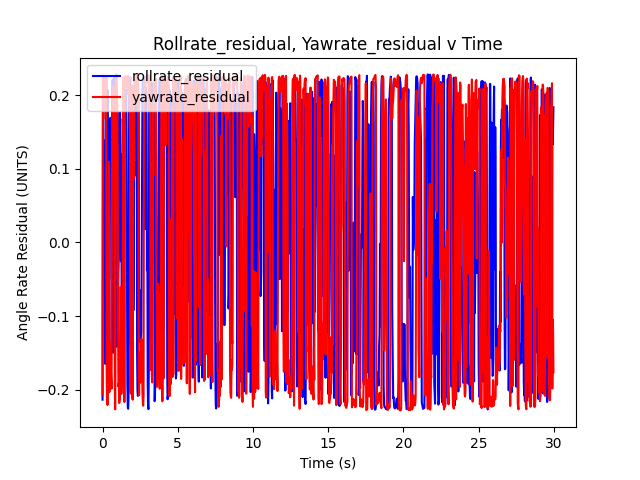 Rollrate_residual, Yawrate_residual v Time
rollrate_residual
yawrate_residual
Angle Rate Residual (UNITS)
0.2
0.1
0.0
−0.1
−0.2
0 5 10 15 20 25 30
Time (s)